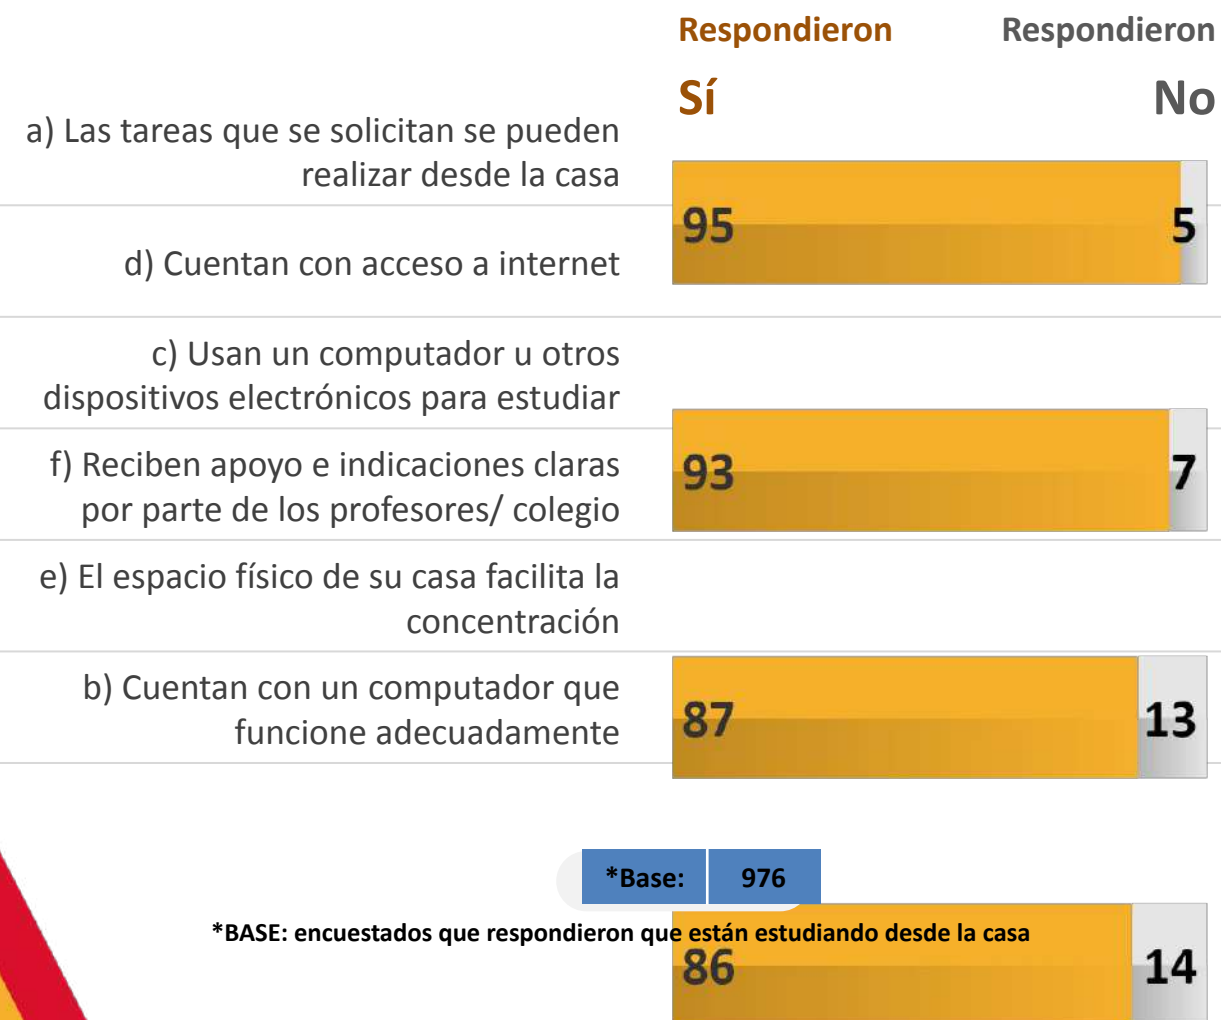 Respondieron Respondieron
Sí No
a) Las tareas que se solicitan se pueden
realizar desde la casa
95 5
d) Cuentan con acceso a internet
c) Usan un computador u otros
dispositivos electrónicos para estudiar
f) Reciben apoyo e indicaciones claras
por parte de los profesores/ colegio
93 7
e) El espacio físico de su casa facilita la
concentración
b) Cuentan con un computador que
funcione adecuadamente
87 13
*Base: 976
*BASE: encuestados que respondieron que están estudiando desde la casa
86 14